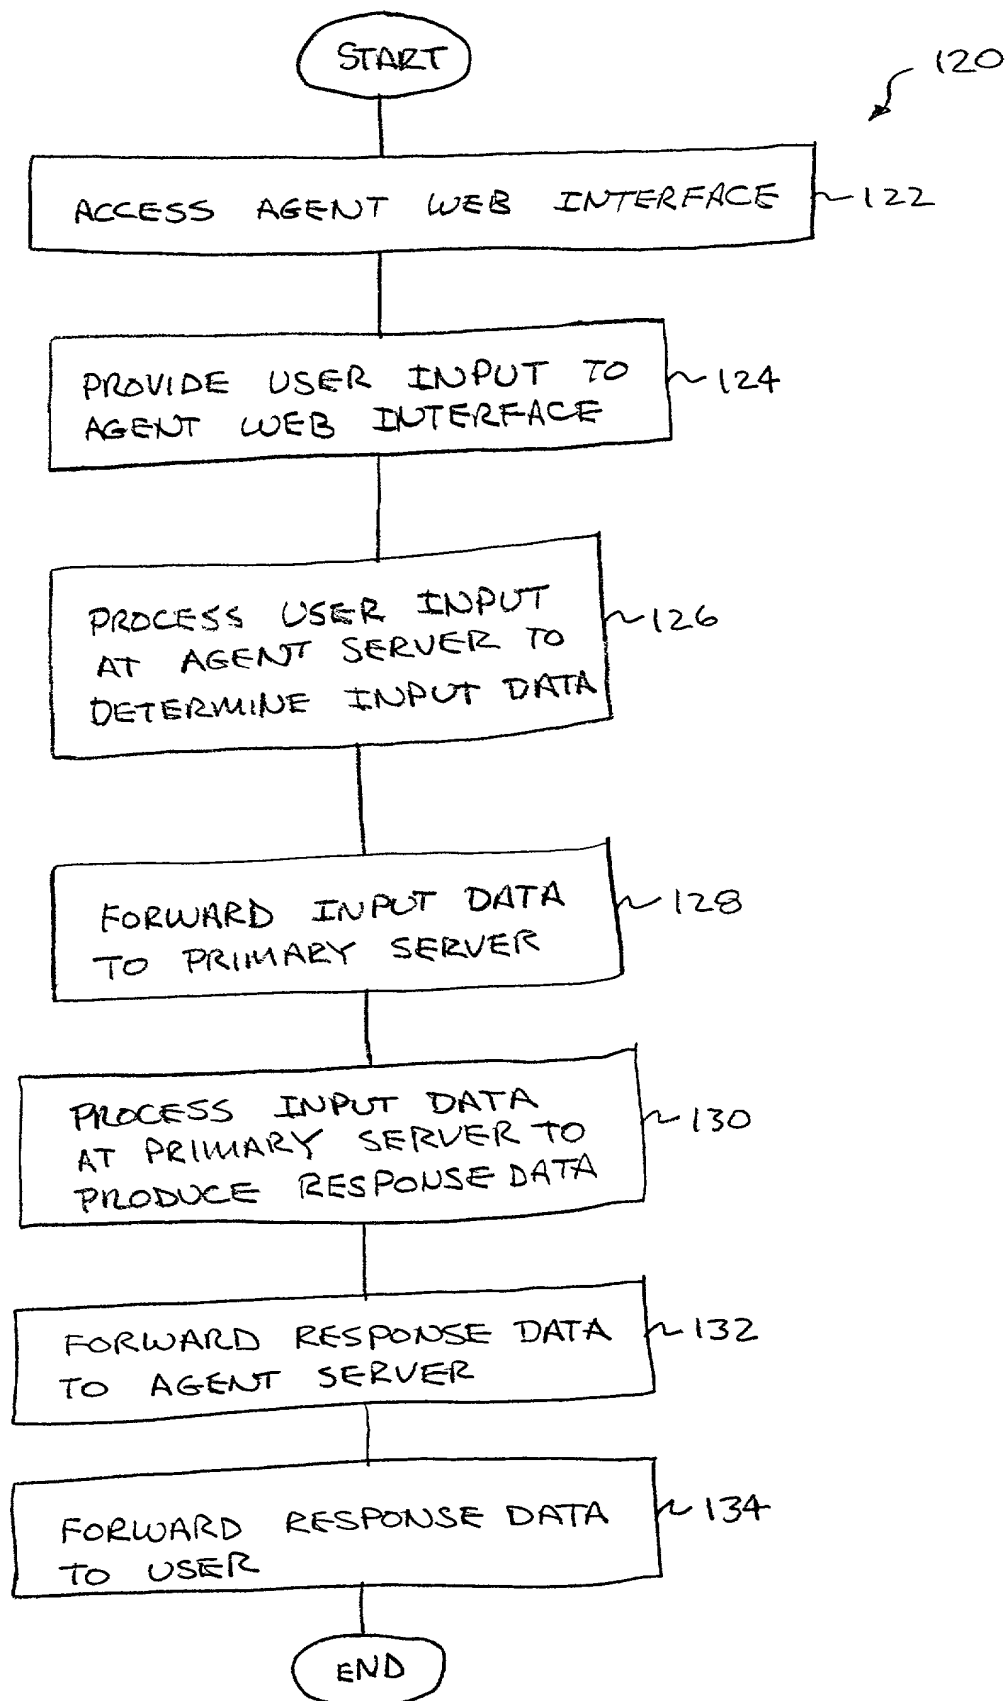 START
120
ACCESS AGENT WEB INTERFACE
122
PROVIDE USER INPUT TO
AGENT WEB INTERFACE
124
PROCESS USER INPUT
AT AGENT SERVER TO
DETERMINE INPUT DATA
126
FORWARD INPUT DATA
TO PRIMARY SERVER
128
PROCESS INPUT DATA
AT PRIMARY SERVER TO
PRODUCE RESPONSE DATA
130
FORWARD RESPONSE DATA
TO AGENT SERVER
132
FORWARD RESPONSE DATA
TO USER
134
END